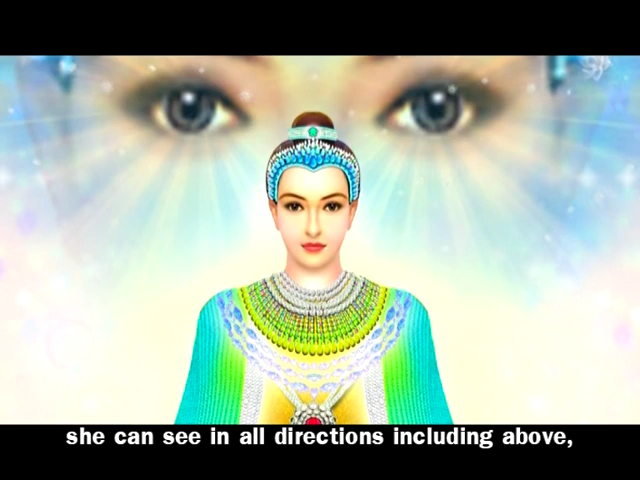 she can see in all directions including above,